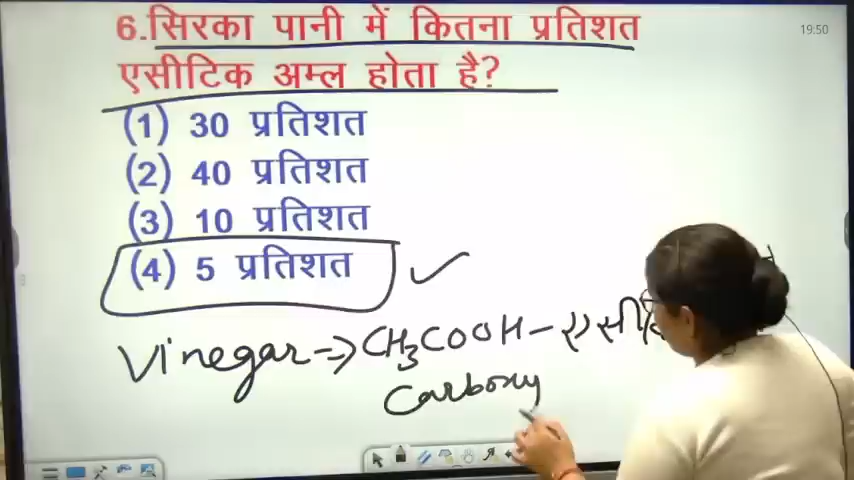 6.सिरका पानी में कितना प्रतिशत
19:50
एसीटिक अम्ल होता है?
(1) 30 प्रतिशत
(2) 40 प्रतिशत
(3) 10 प्रतिशत
(4) 5 प्रतिशत
Vinegar → CH3COOH – एसी
Carboxy